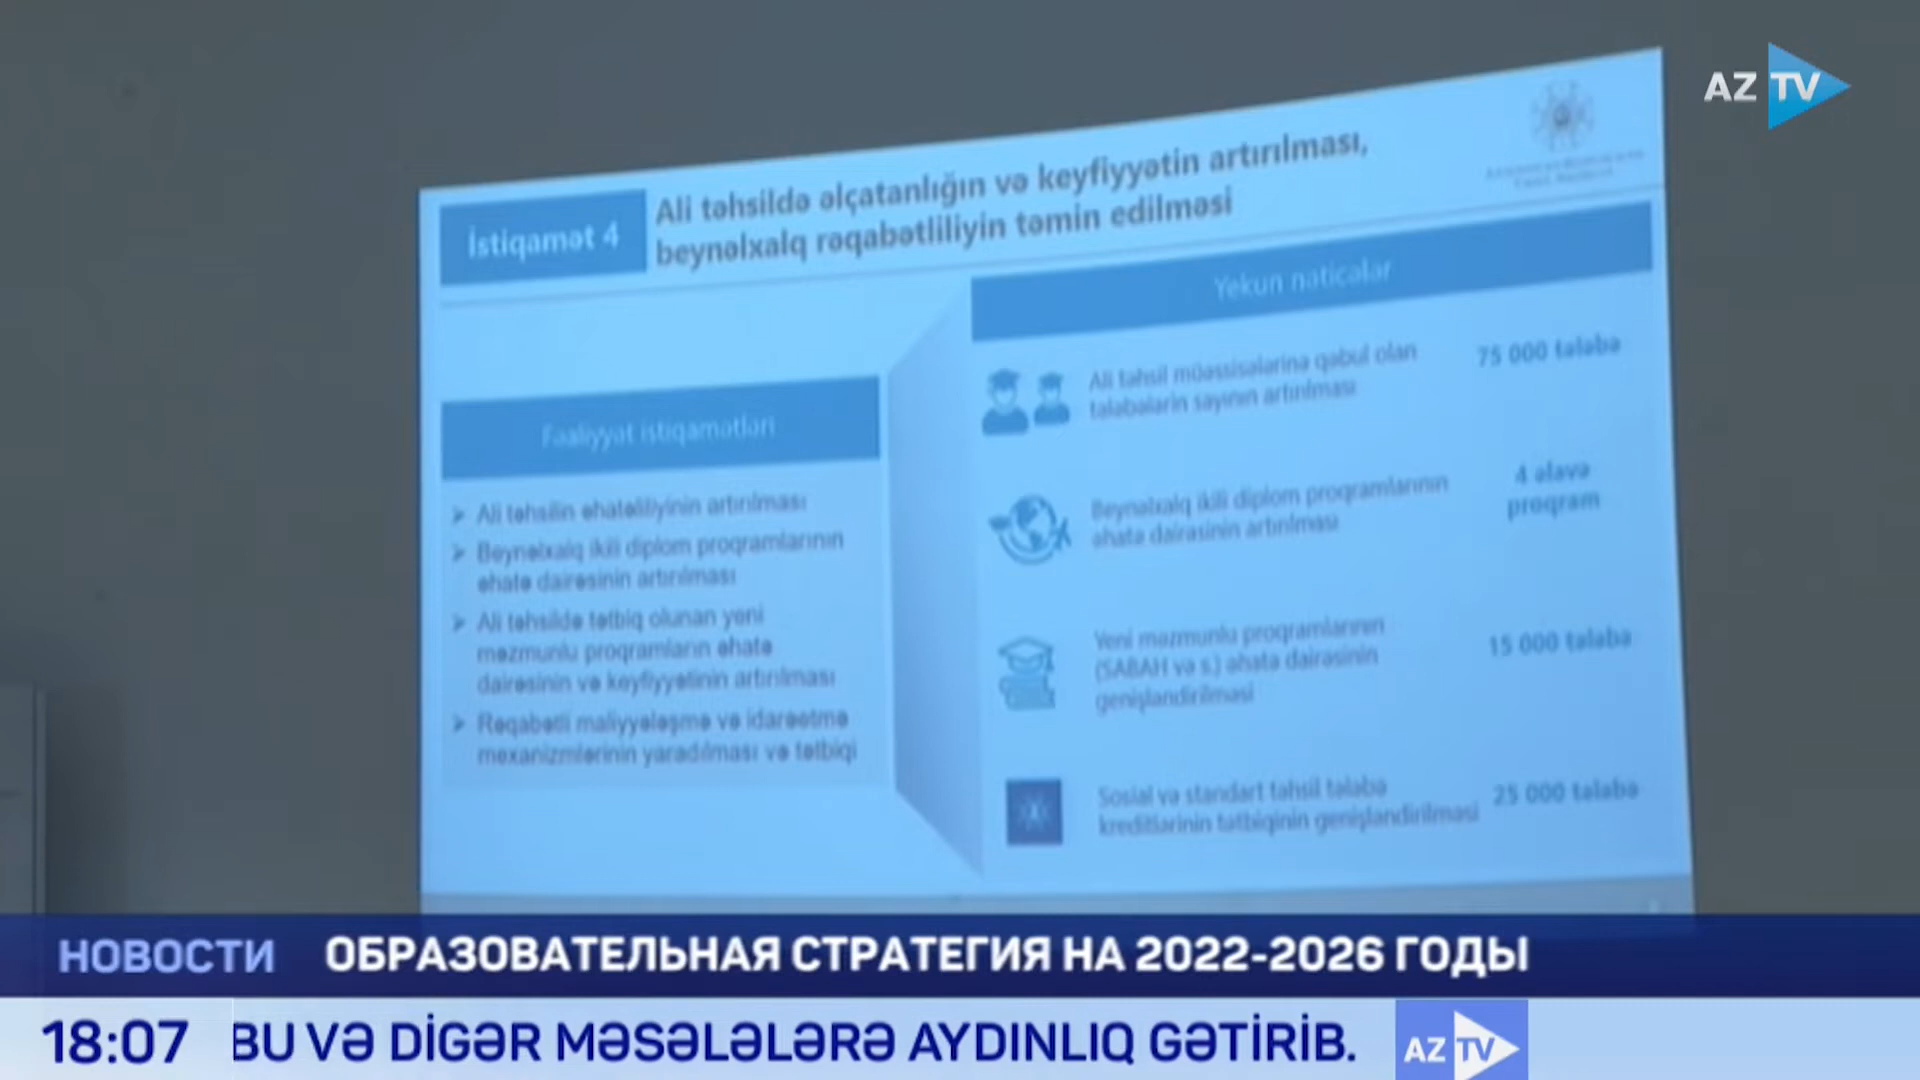 AZ TV
İstiqamət 4
Ali təhsildə əlçatanlığın və keyfiyyətin artırılması,
beynəlxalq rəqabətliliyin təmin edilməsi
Fəaliyyət istiqamətləri
Ali təhsilin əhatəliliyinin artırılması
Beynəlxalq ikili diplom proqramlarının
əhatə dairəsinin artırılması
Ali təhsildə tətbiq olunan yeni
məzmunlu proqramların əhatə
dairəsinin və keyfiyyətinin artırılması
Rəqabətli maliyyələşmə və idarəetmə
mexanizmlərinin yaradılması və tətbiqi
Yekun nəticələr
Ali təhsil müəssisələrinə qəbul olan
tələbələrin sayının artırılması
75 000 tələbə
Beynəlxalq ikili diplom proqramlarının
əhatə dairəsinin artırılması
4 əlavə
proqram
Yeni məzmunlu proqramlarının
(SABAH və s.) əhatə dairəsinin
genişləndirilməsi
15 000 tələbə
Sosial və standart təhsil tələbə
kreditlərinin tətbiqinin genişləndirilməsi
25 000 tələbə
НОВОСТИ ОБРАЗОВАТЕЛЬНАЯ СТРАТЕГИЯ НА 2022-2026 ГОДЫ
18:07 BU VƏ DİGƏR MƏSƏLƏLƏRƏ AYDINLIQ GƏTİRİB. AZ TV